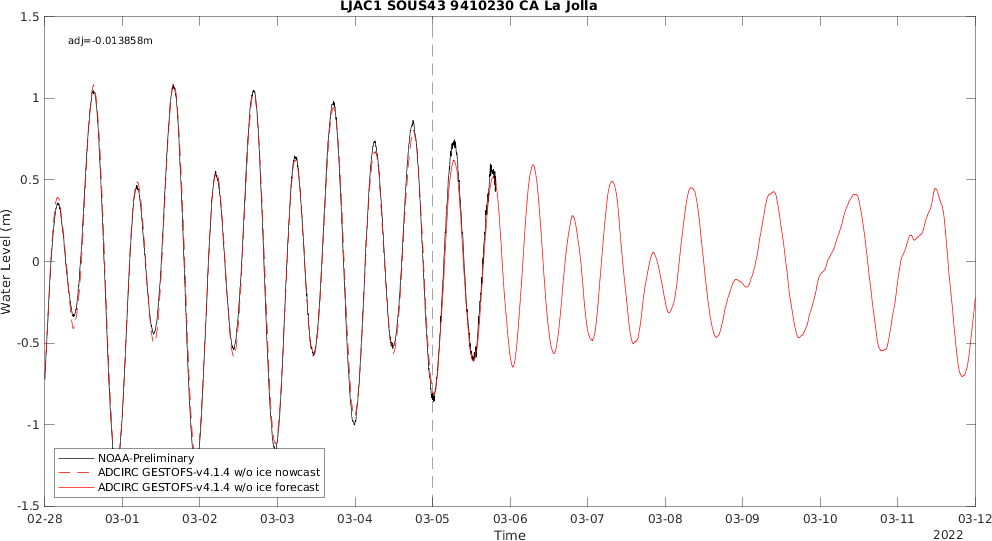 LJAC1 SOUS43 9410230 CA La Jolla
adj=-0.013858m
1.5
1
0.5
0
-0.5
-1
-1.5
Water Level (m)
NOAA-Preliminary
ADCIRC GESTOFS-v4.1.4 w/o ice nowcast
ADCIRC GESTOFS-v4.1.4 w/o ice forecast
02-28 03-01 03-02 03-03 03-04 03-05 03-06 03-07 03-08 03-09 03-10 03-11 03-12
Time
2022